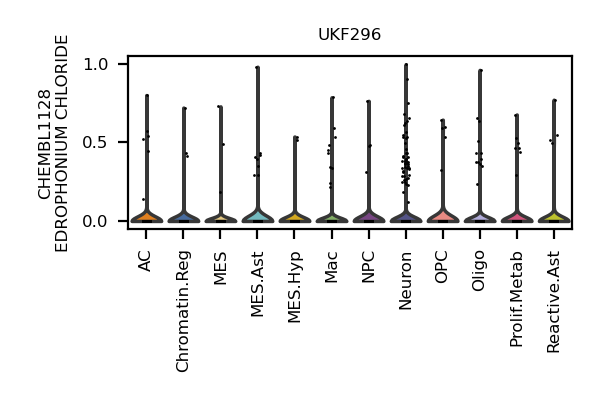 UKF296
CHEMBL1128
EDROPHONIUM CHLORIDE
1.0
0.5
0.0
AC
Chromatin.Reg
MES
MES.Ast
MES.Hyp
Mac
NPC
Neuron
OPC
Oligo
Prolif.Metab
Reactive.Ast